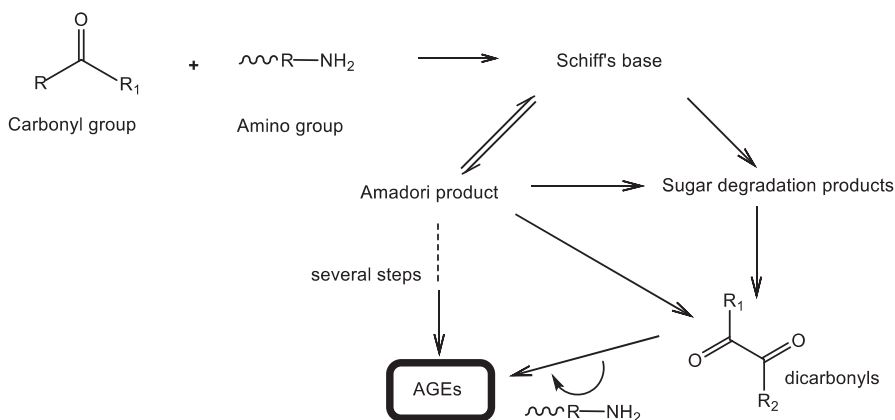 O
R
R1
+
R
NH2
Schiff's base
Carbonyl group
Amino group
Amadori product
Sugar degradation products
several steps
R1
O
O
dicarbonyls
R2
AGEs
R
NH2